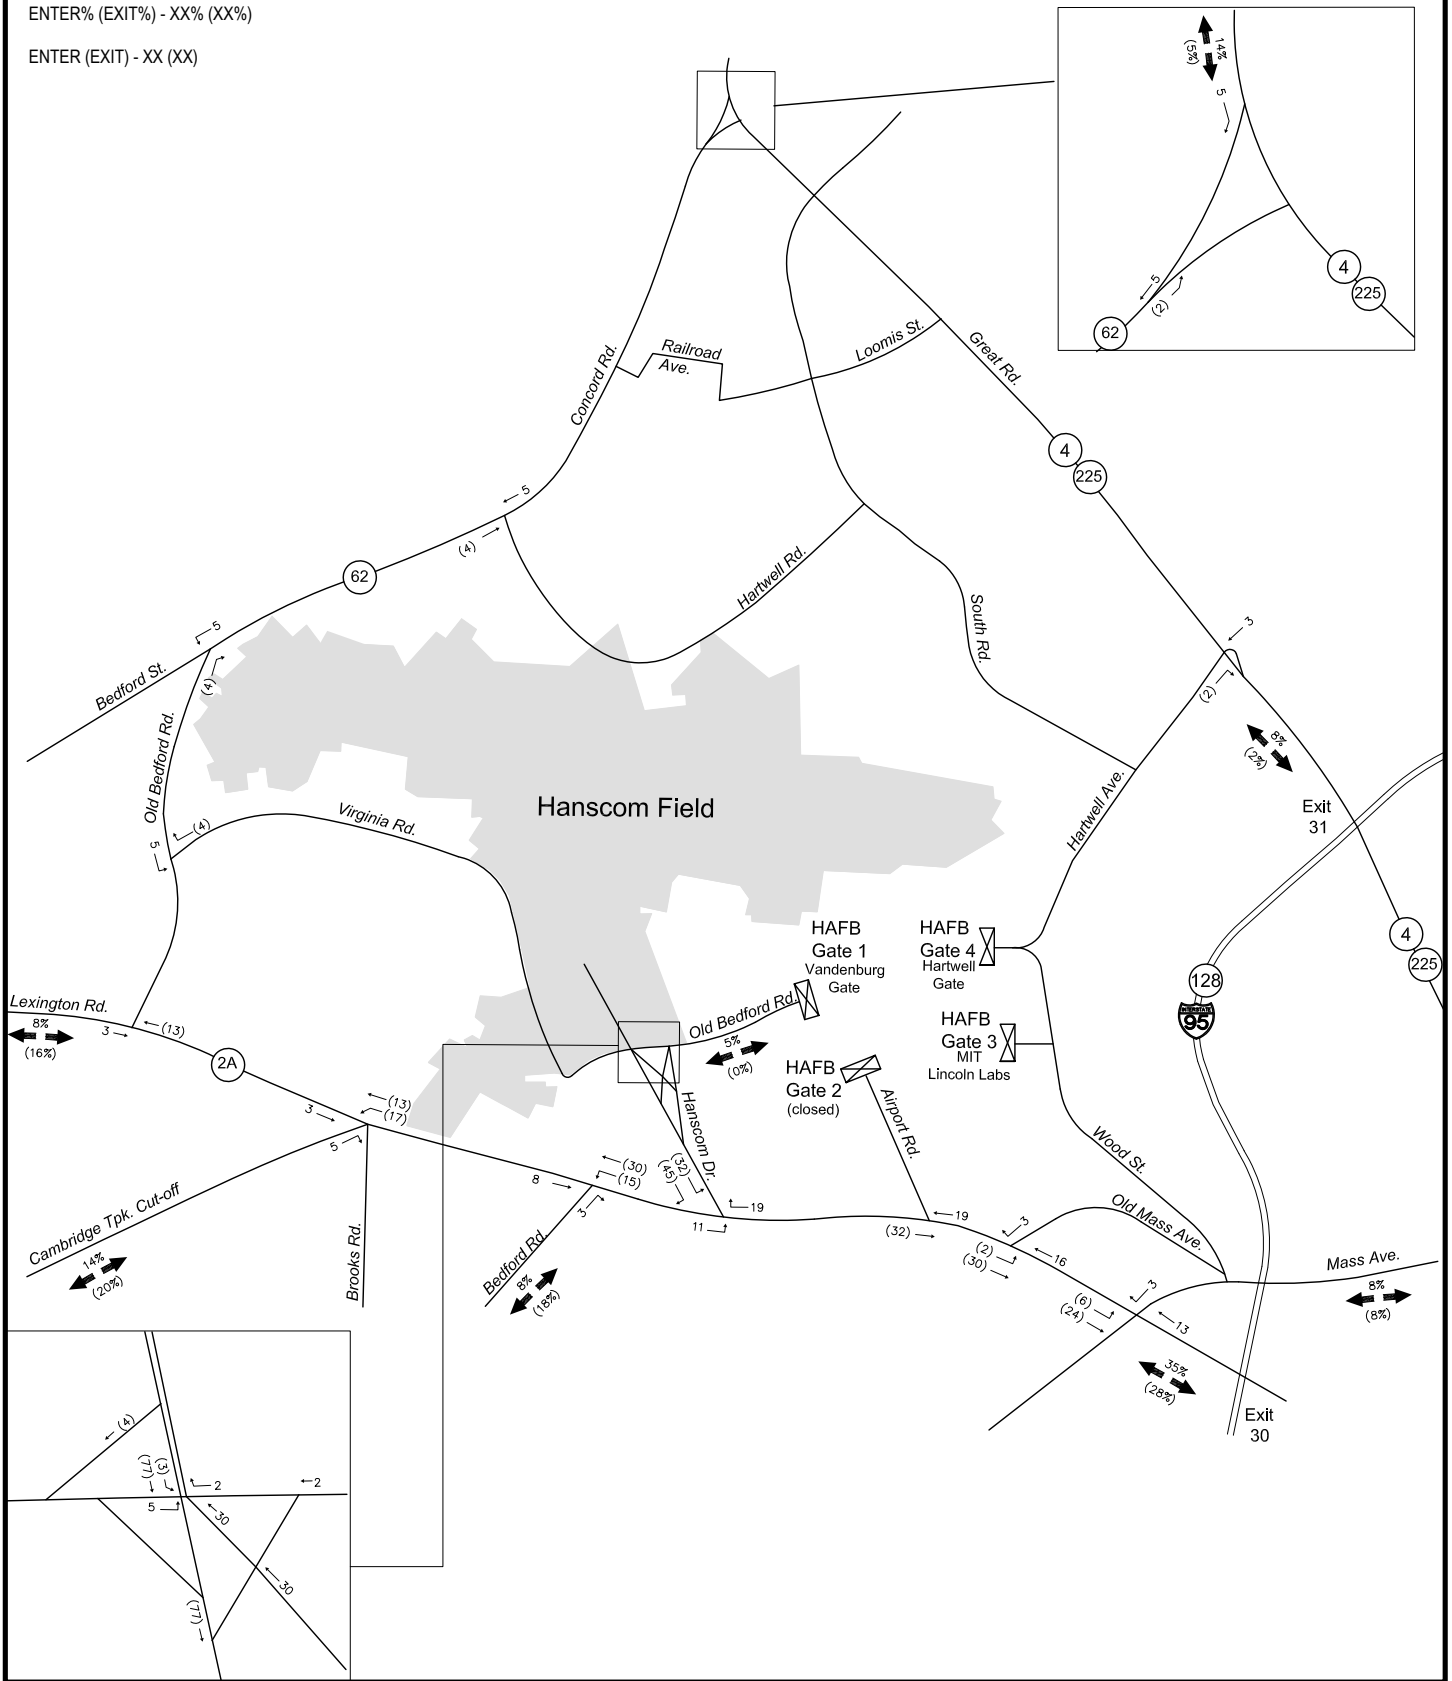 ENTER% (EXIT%) - XX% (XX%)
ENTER (EXIT) - XX (XX)
14%
(5%)
5
5
(2)
62
4
225
Concord Rd.
Railroad
Ave.
Loomis St.
Great Rd.
4
225
5
(4)
62
Hartwell Rd.
South Rd.
5
(4)
Bedford St.
Old Bedford Rd.
3
(2)
8%
(2%)
Hartwell Ave.
Exit
31
Hanscom Field
Virginia Rd.
(4)
5
HAFB
Gate 1
Vandenburg
Gate
HAFB
Gate 4
Hartwell
Gate
4
225
128
INTERSTATE
95
Lexington Rd.
8%
(16%)
3
(13)
2A
Old Bedford Rd.
5%
(0%)
HAFB
Gate 3
MIT
Lincoln Labs
HAFB
Gate 2
(closed)
Airport Rd.
Hanscom Dr.
Wood St.
3
(13)
(17)
5
8
(30)
(15)
3
(32)
(45)
19
11
19
(32)
3
(2)
(30)
16
Old Mass Ave.
Mass Ave.
8%
(8%)
3
(6)
(24)
13
35%
(28%)
Exit
30
Cambridge Tpk. Cut-off
14%
(20%)
Brooks Rd.
Bedford Rd.
8%
(18%)
(4)
(77)
(3)
2
2
5
30
30
(77)